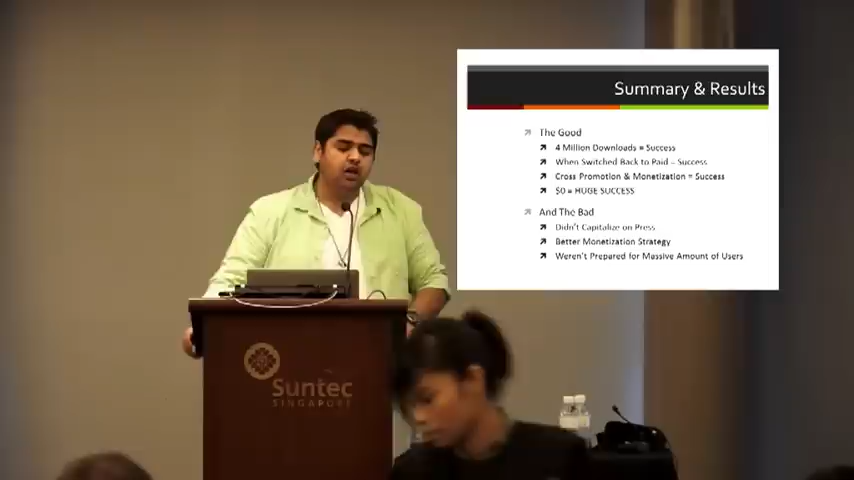 Summary & Results
The Good
4 Million Downloads = Success
When Switched Back to Paid – Success
Cross Promotion & Monetization = Success
$0 = HUGE SUCCESS
And The Bad
Didn't Capitalize on Press
Better Monetization Strategy
Weren't Prepared for Massive Amount of Users
Suntec
SINGAPORE